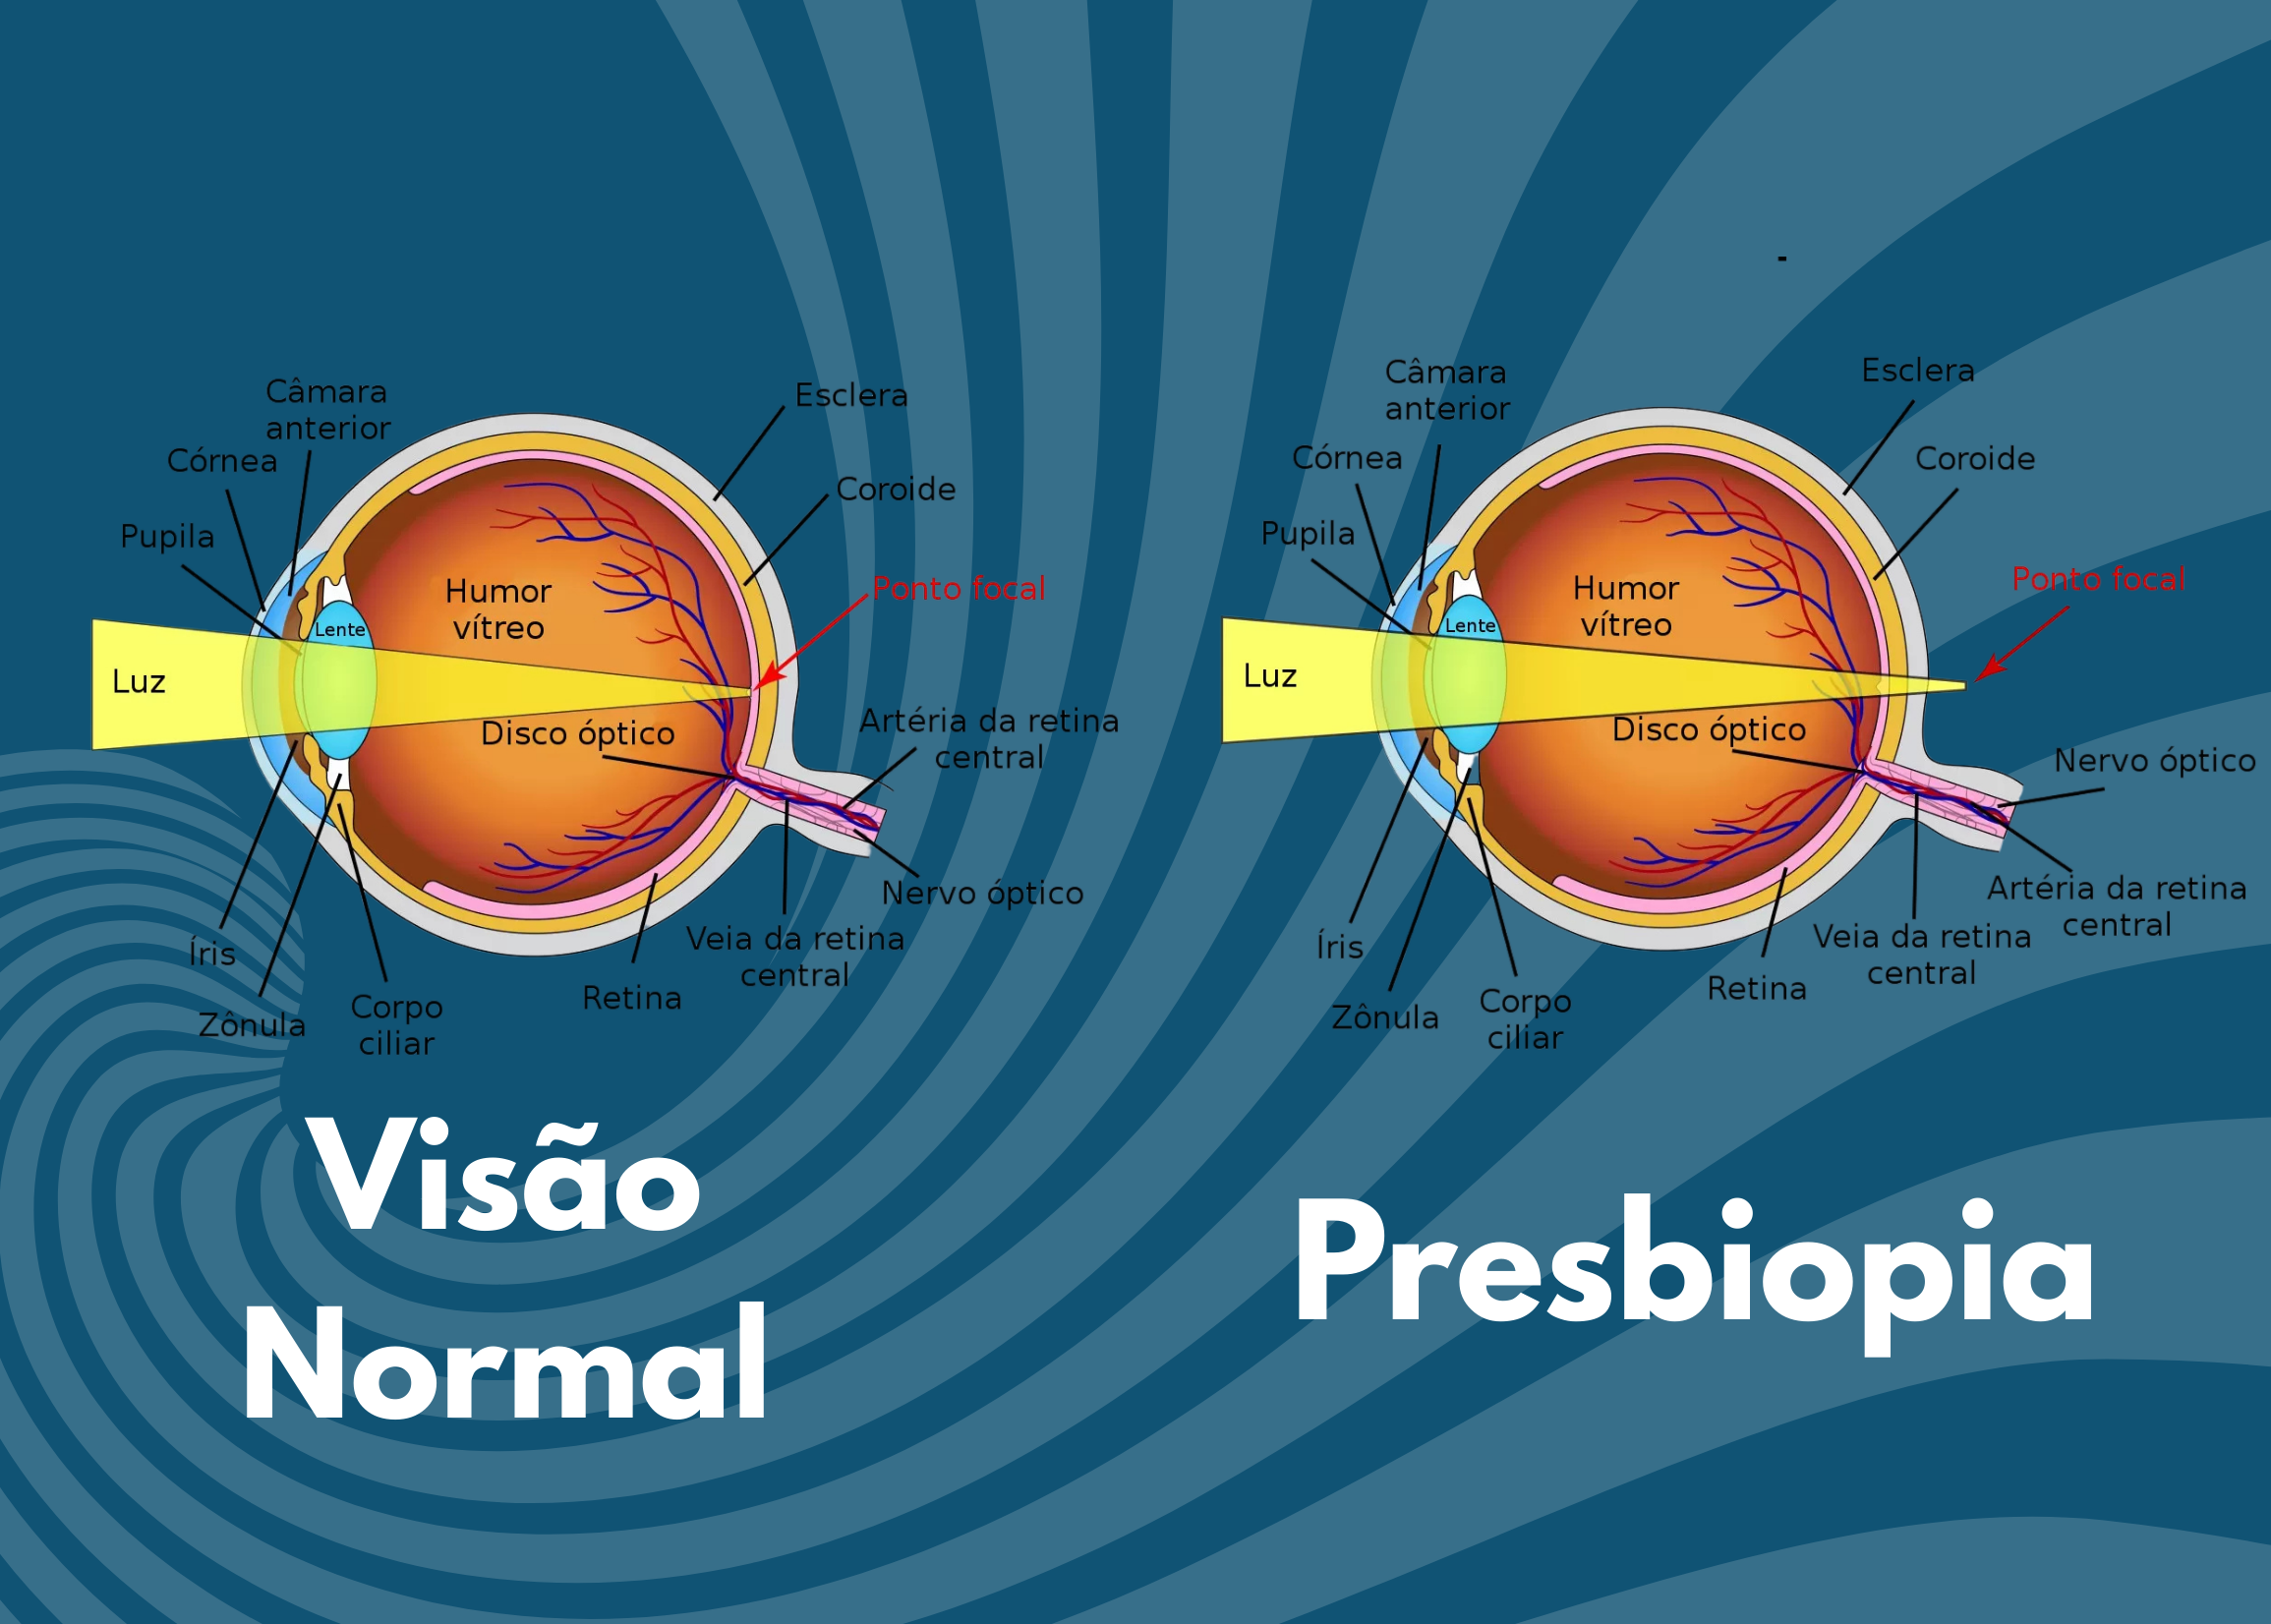 Câmara
anterior
Córnea
Pupila
Esclera
Coroide
Ponto focal
Humor
vítreo
Lente
Luz
Disco óptico
Artéria da retina
central
Nervo óptico
Veia da retina
central
Retina
Íris
Zônula
Corpo
ciliar
Visão
Normal
-
Câmara
anterior
Córnea
Pupila
Esclera
Coroide
Ponto focal
Humor
vítreo
Lente
Luz
Disco óptico
Nervo óptico
Artéria da retina
central
Veia da retina
central
Retina
Íris
Zônula
Corpo
ciliar
Presbiopia